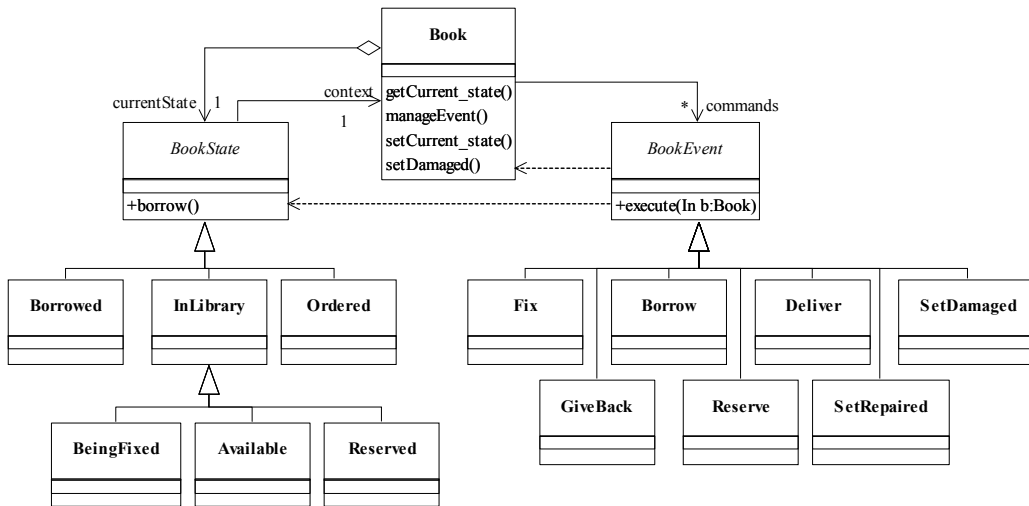 Book
getCurrent_state()
manageEvent()
setCurrent_state()
setDamaged()
currentState
1
context
1
*
commands
BookState
+borrow()
BookEvent
+execute(In b:Book)
Borrowed
InLibrary
Ordered
Fix
Borrow
Deliver
SetDamaged
GiveBack
Reserve
SetRepaired
BeingFixed
Available
Reserved